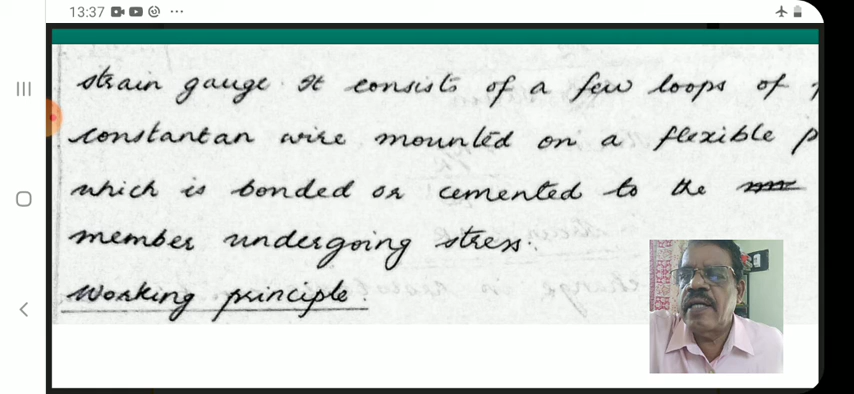 13:37
strain gauge. It consists of a few loops of
constantan wire mounted on a flexible p
which is bonded or cemented to the
member undergoing stress.
Working principle.